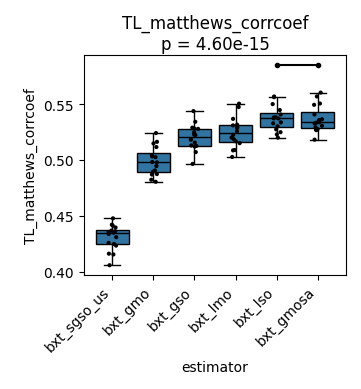 TL_matthews_corrcoef
p = 4.60e-15
TL_matthews_corrcoef
0.55
0.50
0.45
0.40
bxt_sgso_us
bxt_gmo
bxt_gso
bxt_lmo
bxt_lso
bxt_gmosa
estimator